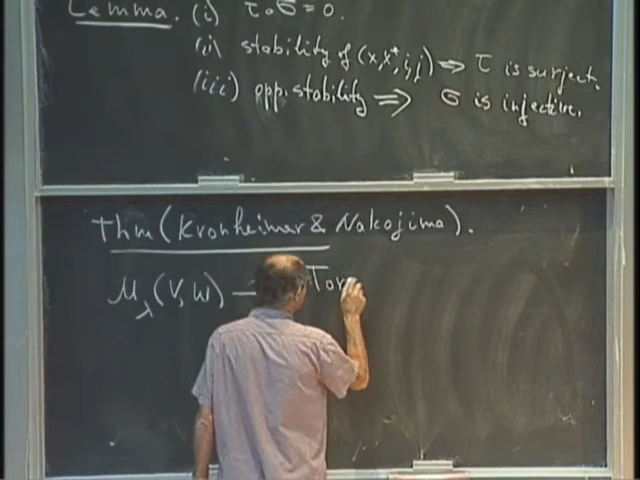 Lemma. (i) τ∘σ = 0.
(ii) stability of (x, x*, i, j) ⇒ τ is surject.
(iii) opp. stability ⇒ σ is injective.
Thm (Kronheimer & Nakajima).
M_λ(V, W) — Tor